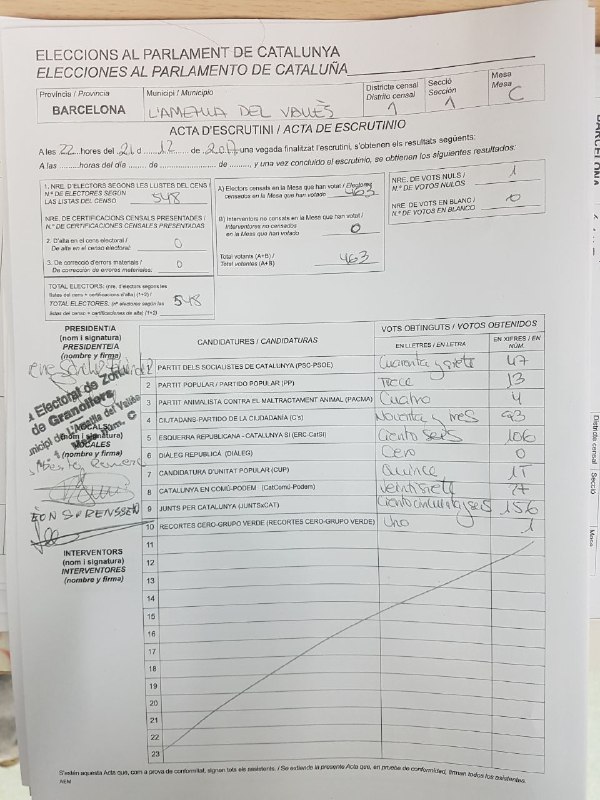 ELECCIONS AL PARLAMENT DE CATALUNYA
ELECCIONES AL PARLAMENTO DE CATALUÑA
Província / Provincia
BARCELONA
Municipi / Municipio
L'AMETLLA DEL VALLÈS
Districte censal
Distrito censal
1
Secció
Sección
1
Mesa
Mesa
C
ACTA D'ESCRUTINI / ACTA DE ESCRUTINIO
A les 22 hores del 21 d 12 de 2017, una vegada finalitzat l'escrutini, s'obtenen els resultats següents:
A las ........ horas del día ........ de ........ de ........, y una vez concluido el escrutinio, se obtienen los siguientes resultados:
1. NRE. D'ELECTORS SEGONS LES LLISTES DEL CENS /
N.º DE ELECTORES SEGÚN
LAS LISTAS DEL CENSO
548
NRE. DE CERTIFICACIONS CENSALS PRESENTADES /
N.º DE CERTIFICACIONES CENSALES PRESENTADAS
2. D'alta en el cens electoral /
De alta en el censo electoral:
0
3. De correcció d'errors materials /
De corrección de errores materiales:
0
TOTAL ELECTORS: (nre. d'electors segons les
llistes del cens + certificacions d'alta) (1+2) /
TOTAL ELECTORES: (nº electores según las
listas del censo + certificaciones de alta) (1+2)
548
A) Electors censats en la Mesa que han votat / Electores
censados en la Mesa que han votado
463
B) Interventors no censats en la Mesa que han votat /
Interventores no censados
en la Mesa que han votado
0
Total votants (A+B) /
Total votantes (A+B)
463
NRE. DE VOTS NULS /
N.º DE VOTOS NULOS
1
NRE. DE VOTS EN BLANC /
N.º DE VOTOS EN BLANCO
0
PRESIDENT/A
(nom i signatura)
PRESIDENTE/A
(nombre y firma)
CANDIDATURES / CANDIDATURAS
VOTS OBTINGUTS / VOTOS OBTENIDOS
EN LLETRES / EN LETRA
EN XIFRES / EN NÚM.
1 PARTIT DELS SOCIALISTES DE CATALUNYA (PSC-PSOE) Cuarenta y siete 47
2 PARTIT POPULAR / PARTIDO POPULAR (PP) Trece 13
3 PARTIT ANIMALISTA CONTRA EL MALTRACTAMENT ANIMAL (PACMA) Cuatro 4
4 CIUTADANS-PARTIDO DE LA CIUDADANÍA (C's) Noventa y tres 93
5 ESQUERRA REPUBLICANA - CATALUNYA SÍ (ERC-CatSí) Ciento seis 106
6 DIÀLEG REPUBLICÀ (DIÀLEG) Cero 0
7 CANDIDATURA D'UNITAT POPULAR (CUP) Quince 15
8 CATALUNYA EN COMÚ-PODEM (CatComú-Podem) Veintisiete 27
9 JUNTS PER CATALUNYA (JUNTSxCAT) Ciento cincuenta y seis 156
10 RECORTES CERO-GRUPO VERDE (RECORTES CERO-GRUPO VERDE) Uno 1
11
12
13
14
15
16
17
18
19
20
21
22
23
Electoral de Zona
de Granollers
Municipi de L'Ametlla del Vallès
Núm. C
VOCALS
(nom i signatura)
VOCALES
(nombre y firma)
INTERVENTORS
(nom i signatura)
INTERVENTORES
(nombre y firma)
S'estén aquesta Acta que, com a prova de conformitat, signen tots els assistents. / Se extiende la presente Acta que, en prueba de conformidad, firman todos los asistentes.
BARCELONA
Districte censal
Secció
Mesa